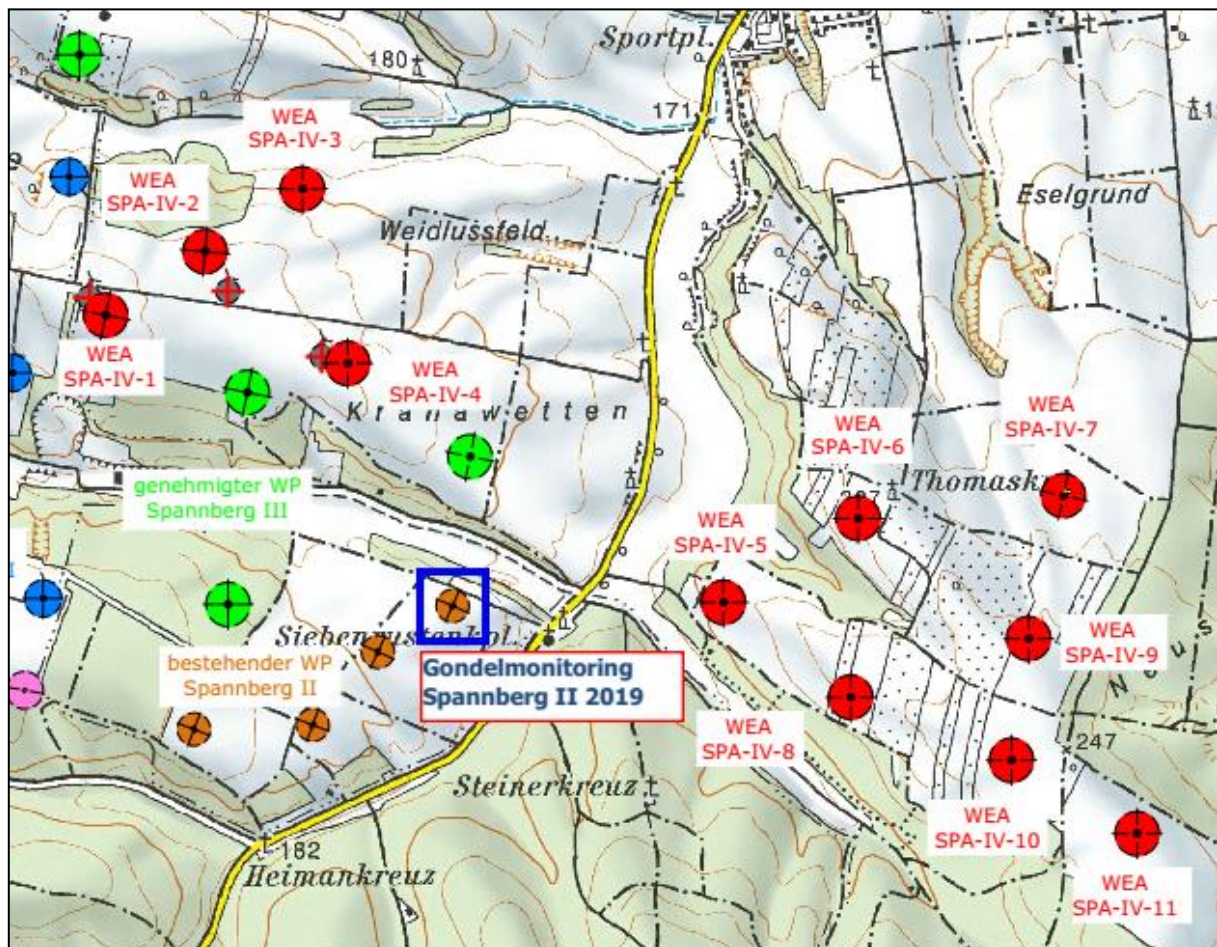 Sportpl.
180
171
WEA
SPA-IV-3
WEA
SPA-IV-2
Eselgrund
Weidlussfeld
WEA
SPA-IV-1
WEA
SPA-IV-4
Kranawetten
WEA
SPA-IV-6
WEA
SPA-IV-7
genehmigter WP
Spannberg III
WEA
SPA-IV-5
bestehender WP
Spannberg II
Gondelmonitoring
Spannberg II 2019
WEA
SPA-IV-9
WEA
SPA-IV-8
247
Steinerkreuz
WEA
SPA-IV-10
182
Heimankreuz
WEA
SPA-IV-11